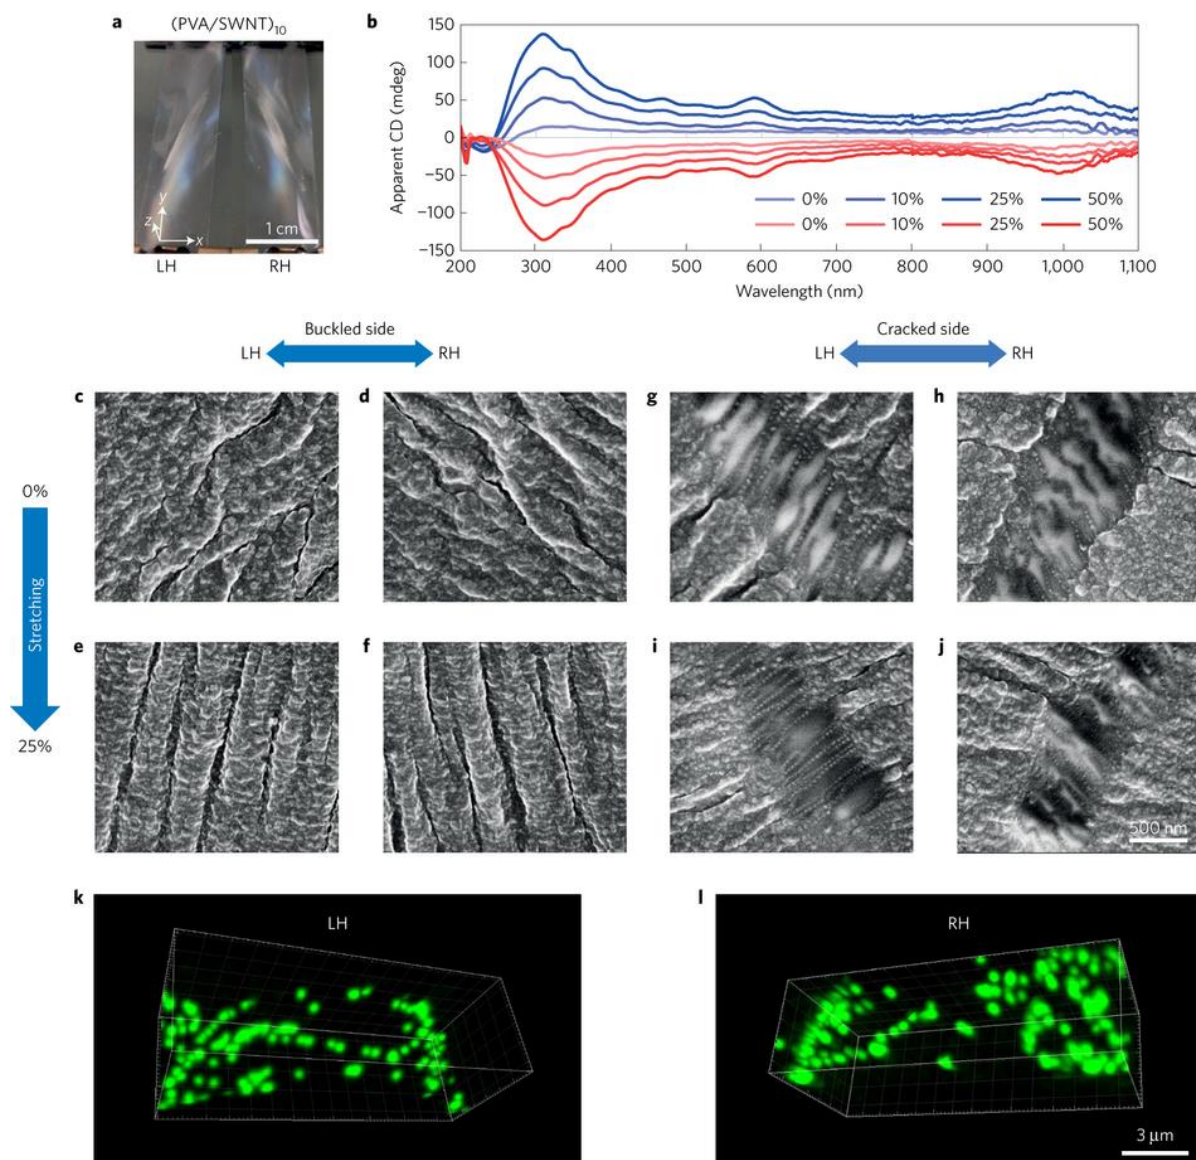 a
(PVA/SWNT)10
y
z
x
1 cm
LH
RH
b
150
100
50
0
−50
−100
−150
Apparent CD (mdeg)
0% 10% 25% 50%
0% 10% 25% 50%
200 300 400 500 600 700 800 900 1,000 1,100
Wavelength (nm)
Buckled side
LH RH
Cracked side
LH RH
c d g h
0%
Stretching
25%
e f i j
500 nm
k
LH
l
RH
3 μm